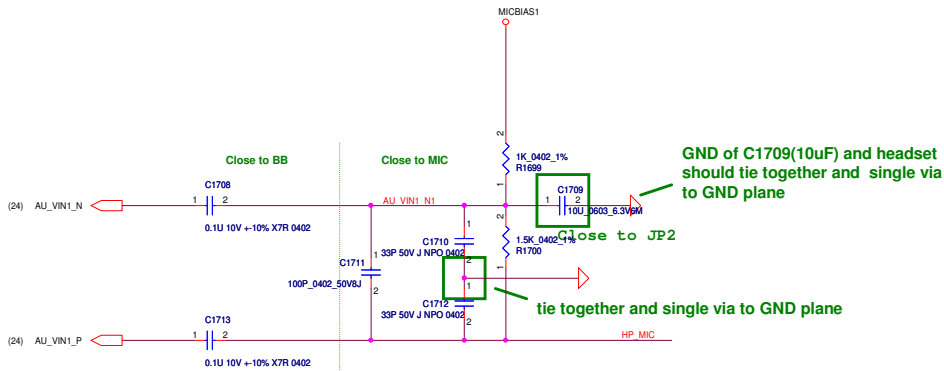 MICBIAS1
2
1K_0402_1%
R1699
1
Close to BB
Close to MIC
GND of C1709(10uF) and headset
should tie together and single via
to GND plane
C1708
C1709
(24) AU_VIN1_N
1
2
AU_VIN1_N1
1
2
10U_0603_6.3V6M
0.1U 10V +-10% X7R 0402
Close to JP2
2
1.5K_0402_1%
R1700
1
1
C1710
33P 50V J NPO 0402
2
C1711
1
100P_0402_50V8J
2
1
C1712
33P 50V J NPO 0402
2
tie together and single via to GND plane
C1713
(24) AU_VIN1_P
1
2
HP_MIC
0.1U 10V +-10% X7R 0402